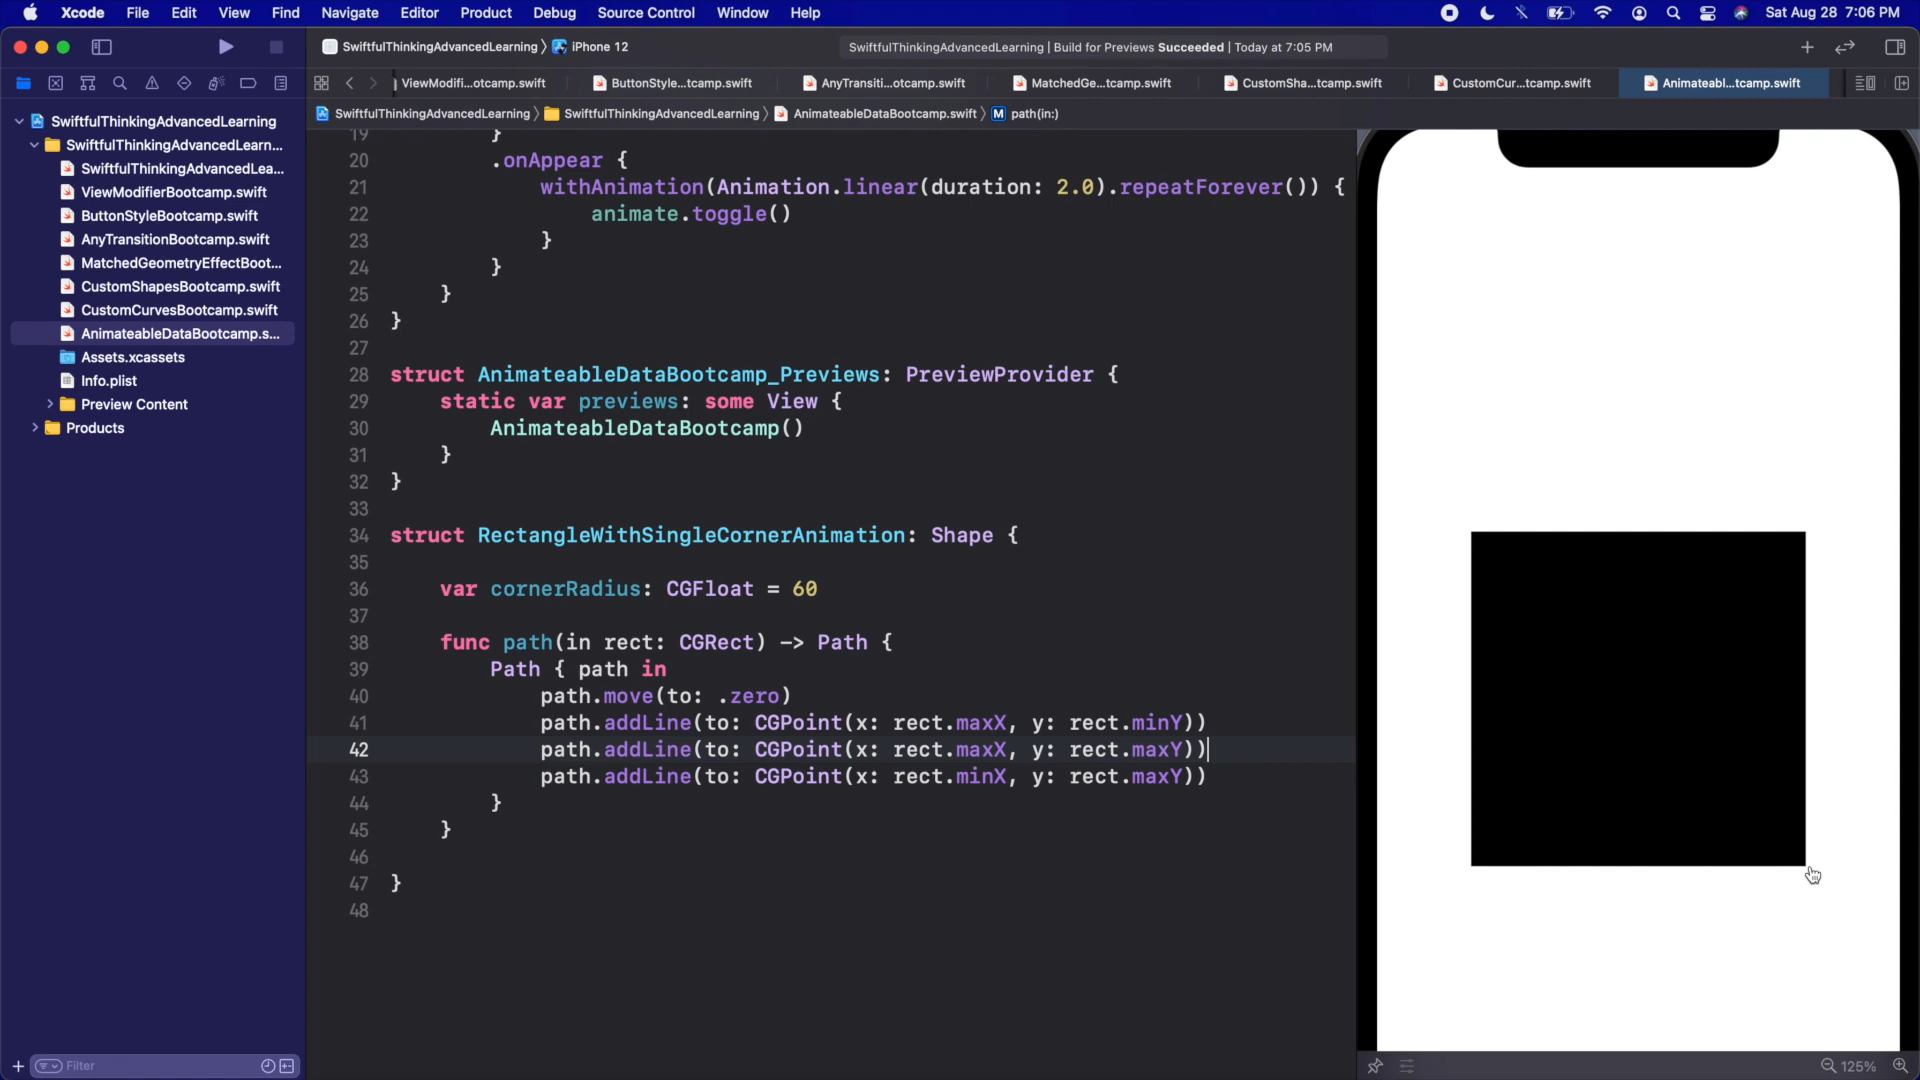 Xcode File Edit View Find Navigate Editor Product Debug Source Control Window Help Sat Aug 28 7:06 PM
SwiftfulThinkingAdvancedLearning iPhone 12 SwiftfulThinkingAdvancedLearning | Build for Previews Succeeded | Today at 7:05 PM
ViewModifi...otcamp.swift ButtonStyle...tcamp.swift AnyTransiti...otcamp.swift MatchedGe...tcamp.swift CustomSha...tcamp.swift CustomCur...tcamp.swift Animateabl...tcamp.swift
SwiftfulThinkingAdvancedLearning SwiftfulThinkingAdvancedLearning AnimateableDataBootcamp.swift M path(in:)
SwiftfulThinkingAdvancedLearning
SwiftfulThinkingAdvancedLearn...
SwiftfulThinkingAdvancedLea...
ViewModifierBootcamp.swift
ButtonStyleBootcamp.swift
AnyTransitionBootcamp.swift
MatchedGeometryEffectBoot...
CustomShapesBootcamp.swift
CustomCurvesBootcamp.swift
AnimateableDataBootcamp.s...
Assets.xcassets
Info.plist
Preview Content
Products
Filter
19 }
20 .onAppear {
21 withAnimation(Animation.linear(duration: 2.0).repeatForever()) {
22 animate.toggle()
23 }
24 }
25 }
26 }
27
28 struct AnimateableDataBootcamp_Previews: PreviewProvider {
29 static var previews: some View {
30 AnimateableDataBootcamp()
31 }
32 }
33
34 struct RectangleWithSingleCornerAnimation: Shape {
35
36 var cornerRadius: CGFloat = 60
37
38 func path(in rect: CGRect) -> Path {
39 Path { path in
40 path.move(to: .zero)
41 path.addLine(to: CGPoint(x: rect.maxX, y: rect.minY))
42 path.addLine(to: CGPoint(x: rect.maxX, y: rect.maxY))
43 path.addLine(to: CGPoint(x: rect.minX, y: rect.maxY))
44 }
45 }
46
47 }
48
125%